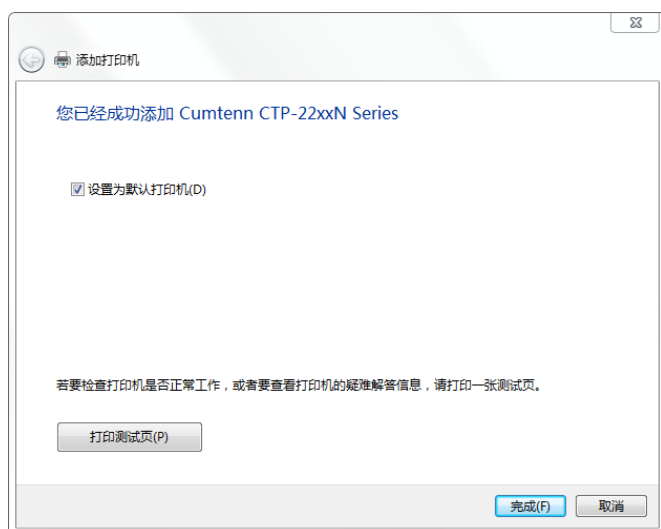 添加打印机
您已经成功添加 Cumtenn CTP-22xxN Series
设置为默认打印机(D)
若要检查打印机是否正常工作，或者要查看打印机的疑难解答信息，请打印一张测试页。
打印测试页(P)
完成(F) 取消